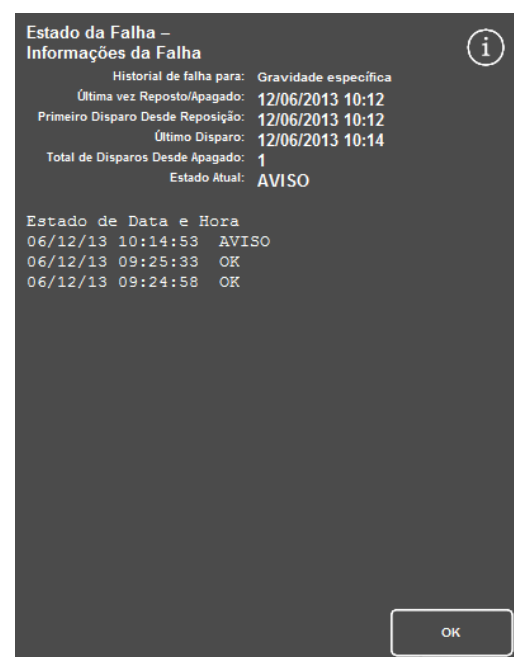 Estado da Falha –
Informações da Falha
i
Historial de falha para: Gravidade específica
Última vez Reposto/Apagado: 12/06/2013 10:12
Primeiro Disparo Desde Reposição: 12/06/2013 10:12
Último Disparo: 12/06/2013 10:14
Total de Disparos Desde Apagado: 1
Estado Atual: AVISO
Estado de Data e Hora
06/12/13 10:14:53 AVISO
06/12/13 09:25:33 OK
06/12/13 09:24:58 OK
OK